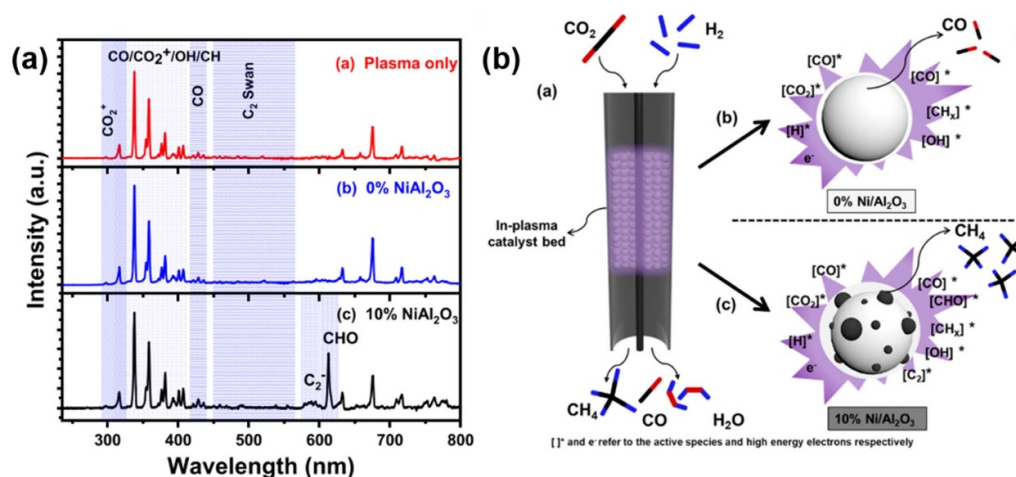 (a)
CO/CO₂⁺/OH/CH
(a) Plasma only
CO₂⁺
CO
C₂ Swan
(b) 0% NiAl₂O₃
(c) 10% NiAl₂O₃
CHO
C₂⁻
Intensity (a.u.)
300 400 500 600 700 800
Wavelength (nm)
(b)
CO₂
H₂
(a)
In-plasma
catalyst bed
CH₄
CO
H₂O
(b)
CO
[CO]*
[CO₂]*
[H]*
e⁻
[CO] *
[CHₓ] *
[OH] *
0% Ni/Al₂O₃
(c)
CH₄
[CO]*
[CO₂]*
[H]*
e⁻
[CO] *
[CHO] *
[CHₓ] *
[OH] *
[C₂]*
10% Ni/Al₂O₃
[ ]* and e⁻ refer to the active species and high energy electrons respectively